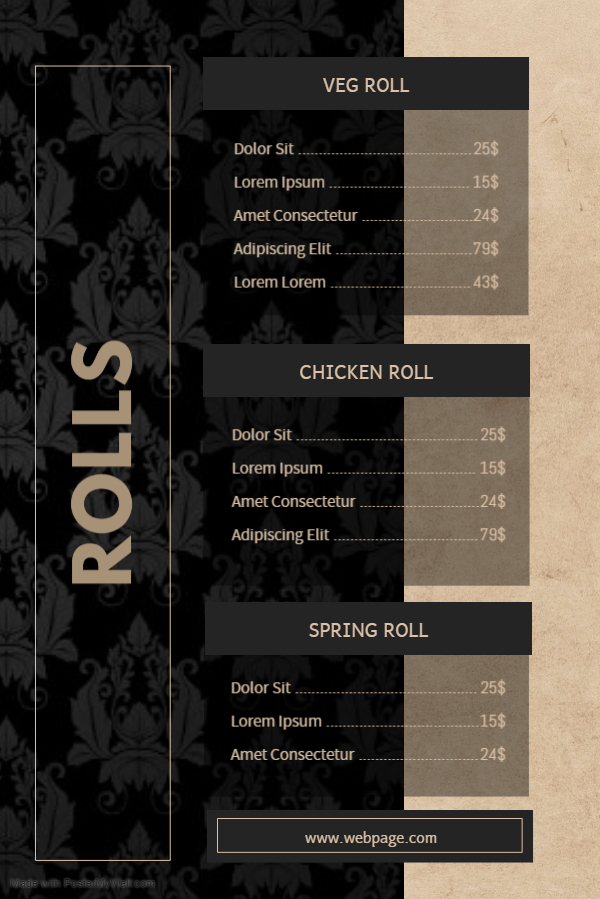 ROLLS
VEG ROLL
Dolor Sit 25$
Lorem Ipsum 15$
Amet Consectetur 24$
Adipiscing Elit 79$
Lorem Lorem 43$
CHICKEN ROLL
Dolor Sit 25$
Lorem Ipsum 15$
Amet Consectetur 24$
Adipiscing Elit 79$
SPRING ROLL
Dolor Sit 25$
Lorem Ipsum 15$
Amet Consectetur 24$
www.webpage.com
Made with PosterMyWall.com